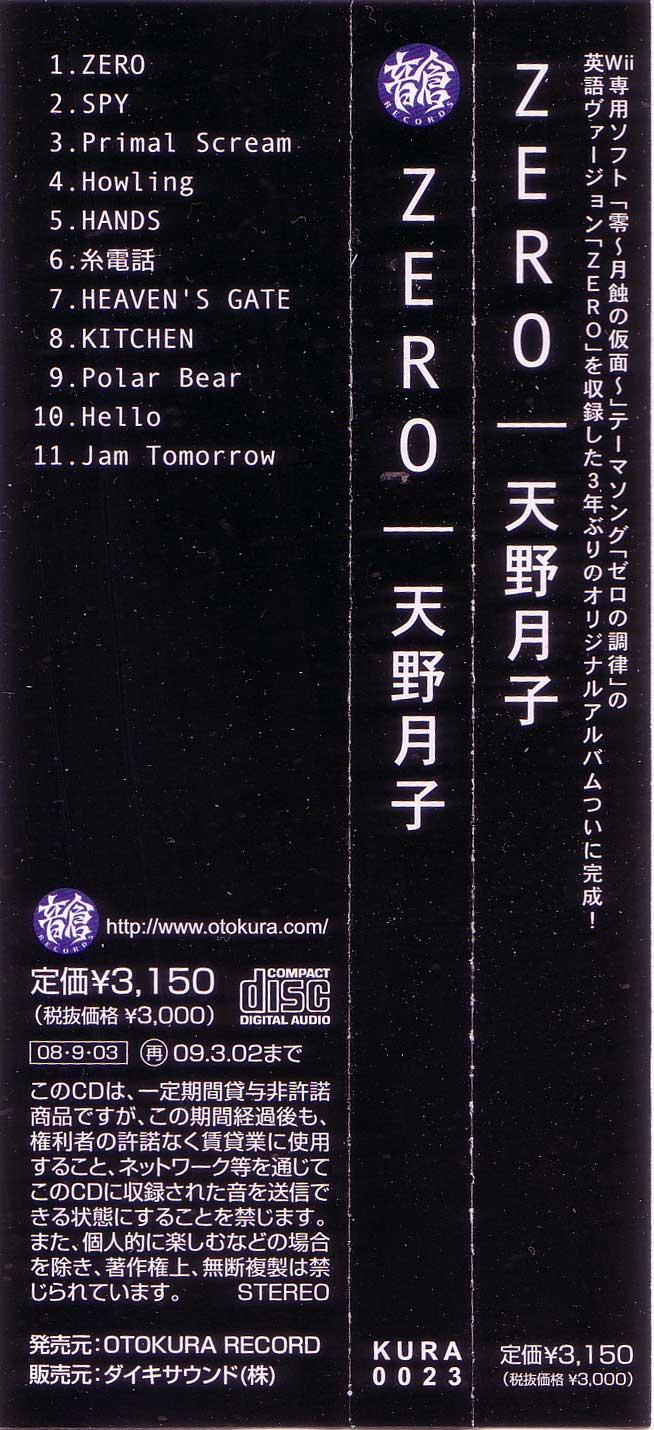 1.ZERO
2.SPY
3.Primal Scream
4.Howling
5.HANDS
6.糸電話
7.HEAVEN'S GATE
8.KITCHEN
9.Polar Bear
10.Hello
11.Jam Tomorrow
音倉
RECORDS
http://www.otokura.com/
定価¥3,150
(税抜価格 ¥3,000)
COMPACT
disc
DIGITAL AUDIO
08・9・03 再 09.3.02まで
このCDは、一定期間貸与非許諾
商品ですが、この期間経過後も、
権利者の許諾なく賃貸業に使用
すること、ネットワーク等を通じて
このCDに収録された音を送信で
きる状態にすることを禁じます。
また、個人的に楽しむなどの場合
を除き、著作権上、無断複製は禁
じられています。 STEREO
発売元:OTOKURA RECORD
販売元:ダイキサウンド(株)
音倉
RECORDS
ZERO|天野月子
KURA
0023
Wii専用ソフト「零〜月蝕の仮面〜」テーマソング「ゼロの調律」の
英語ヴァージョン「ZERO」を収録した3年ぶりのオリジナルアルバムついに完成!
ZERO|天野月子
定価¥3,150
(税抜価格 ¥3,000)